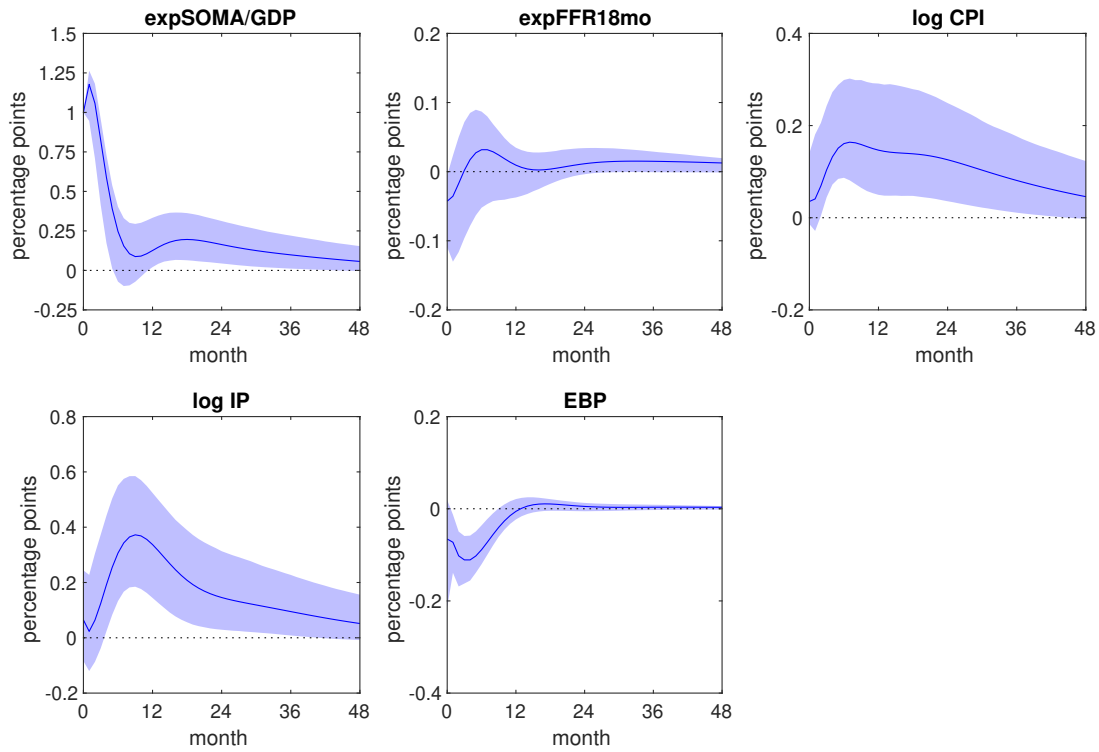 expSOMA/GDP
1.5
1.25
1
0.75
0.5
0.25
0
-0.25
percentage points
0 12 24 36 48
month
expFFR18mo
0.2
0.1
0
-0.1
-0.2
percentage points
0 12 24 36 48
month
log CPI
0.4
0.2
0
-0.2
percentage points
0 12 24 36 48
month
log IP
0.8
0.6
0.4
0.2
0
-0.2
percentage points
0 12 24 36 48
month
EBP
0.2
0
-0.2
-0.4
percentage points
0 12 24 36 48
month